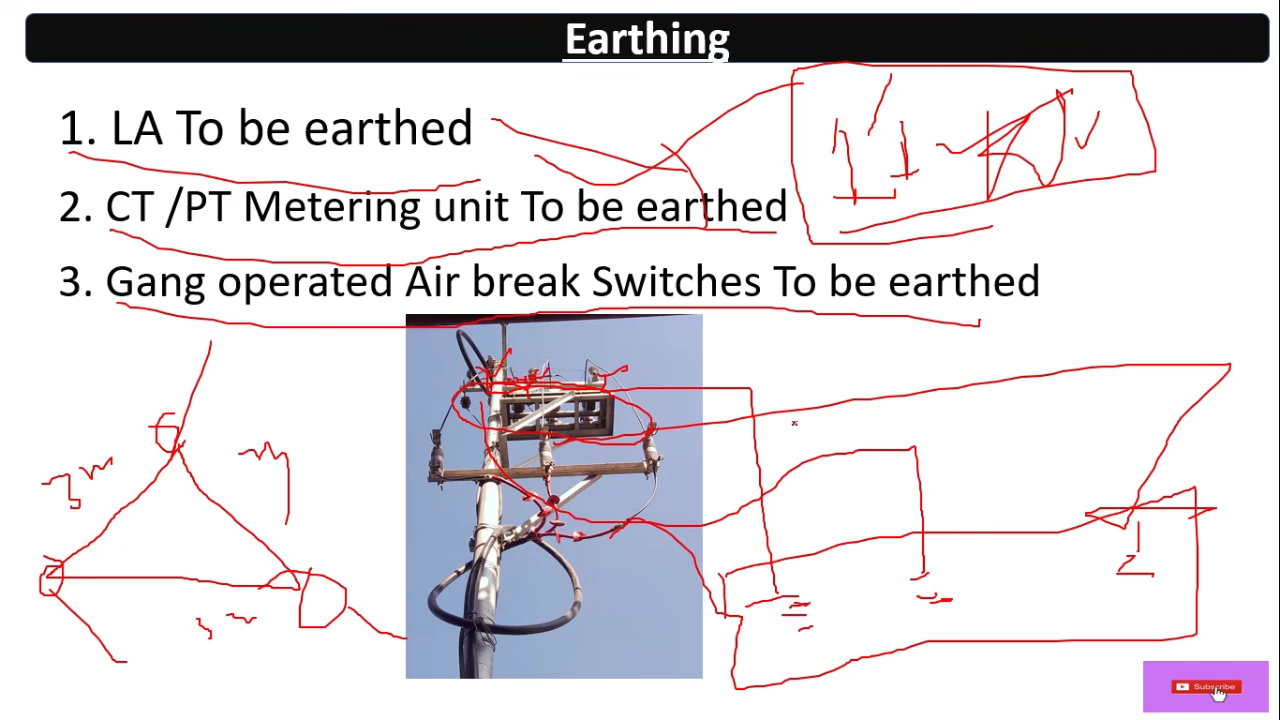 Earthing
1. LA To be earthed
2. CT /PT Metering unit To be earthed
3. Gang operated Air break Switches To be earthed
Subscribe